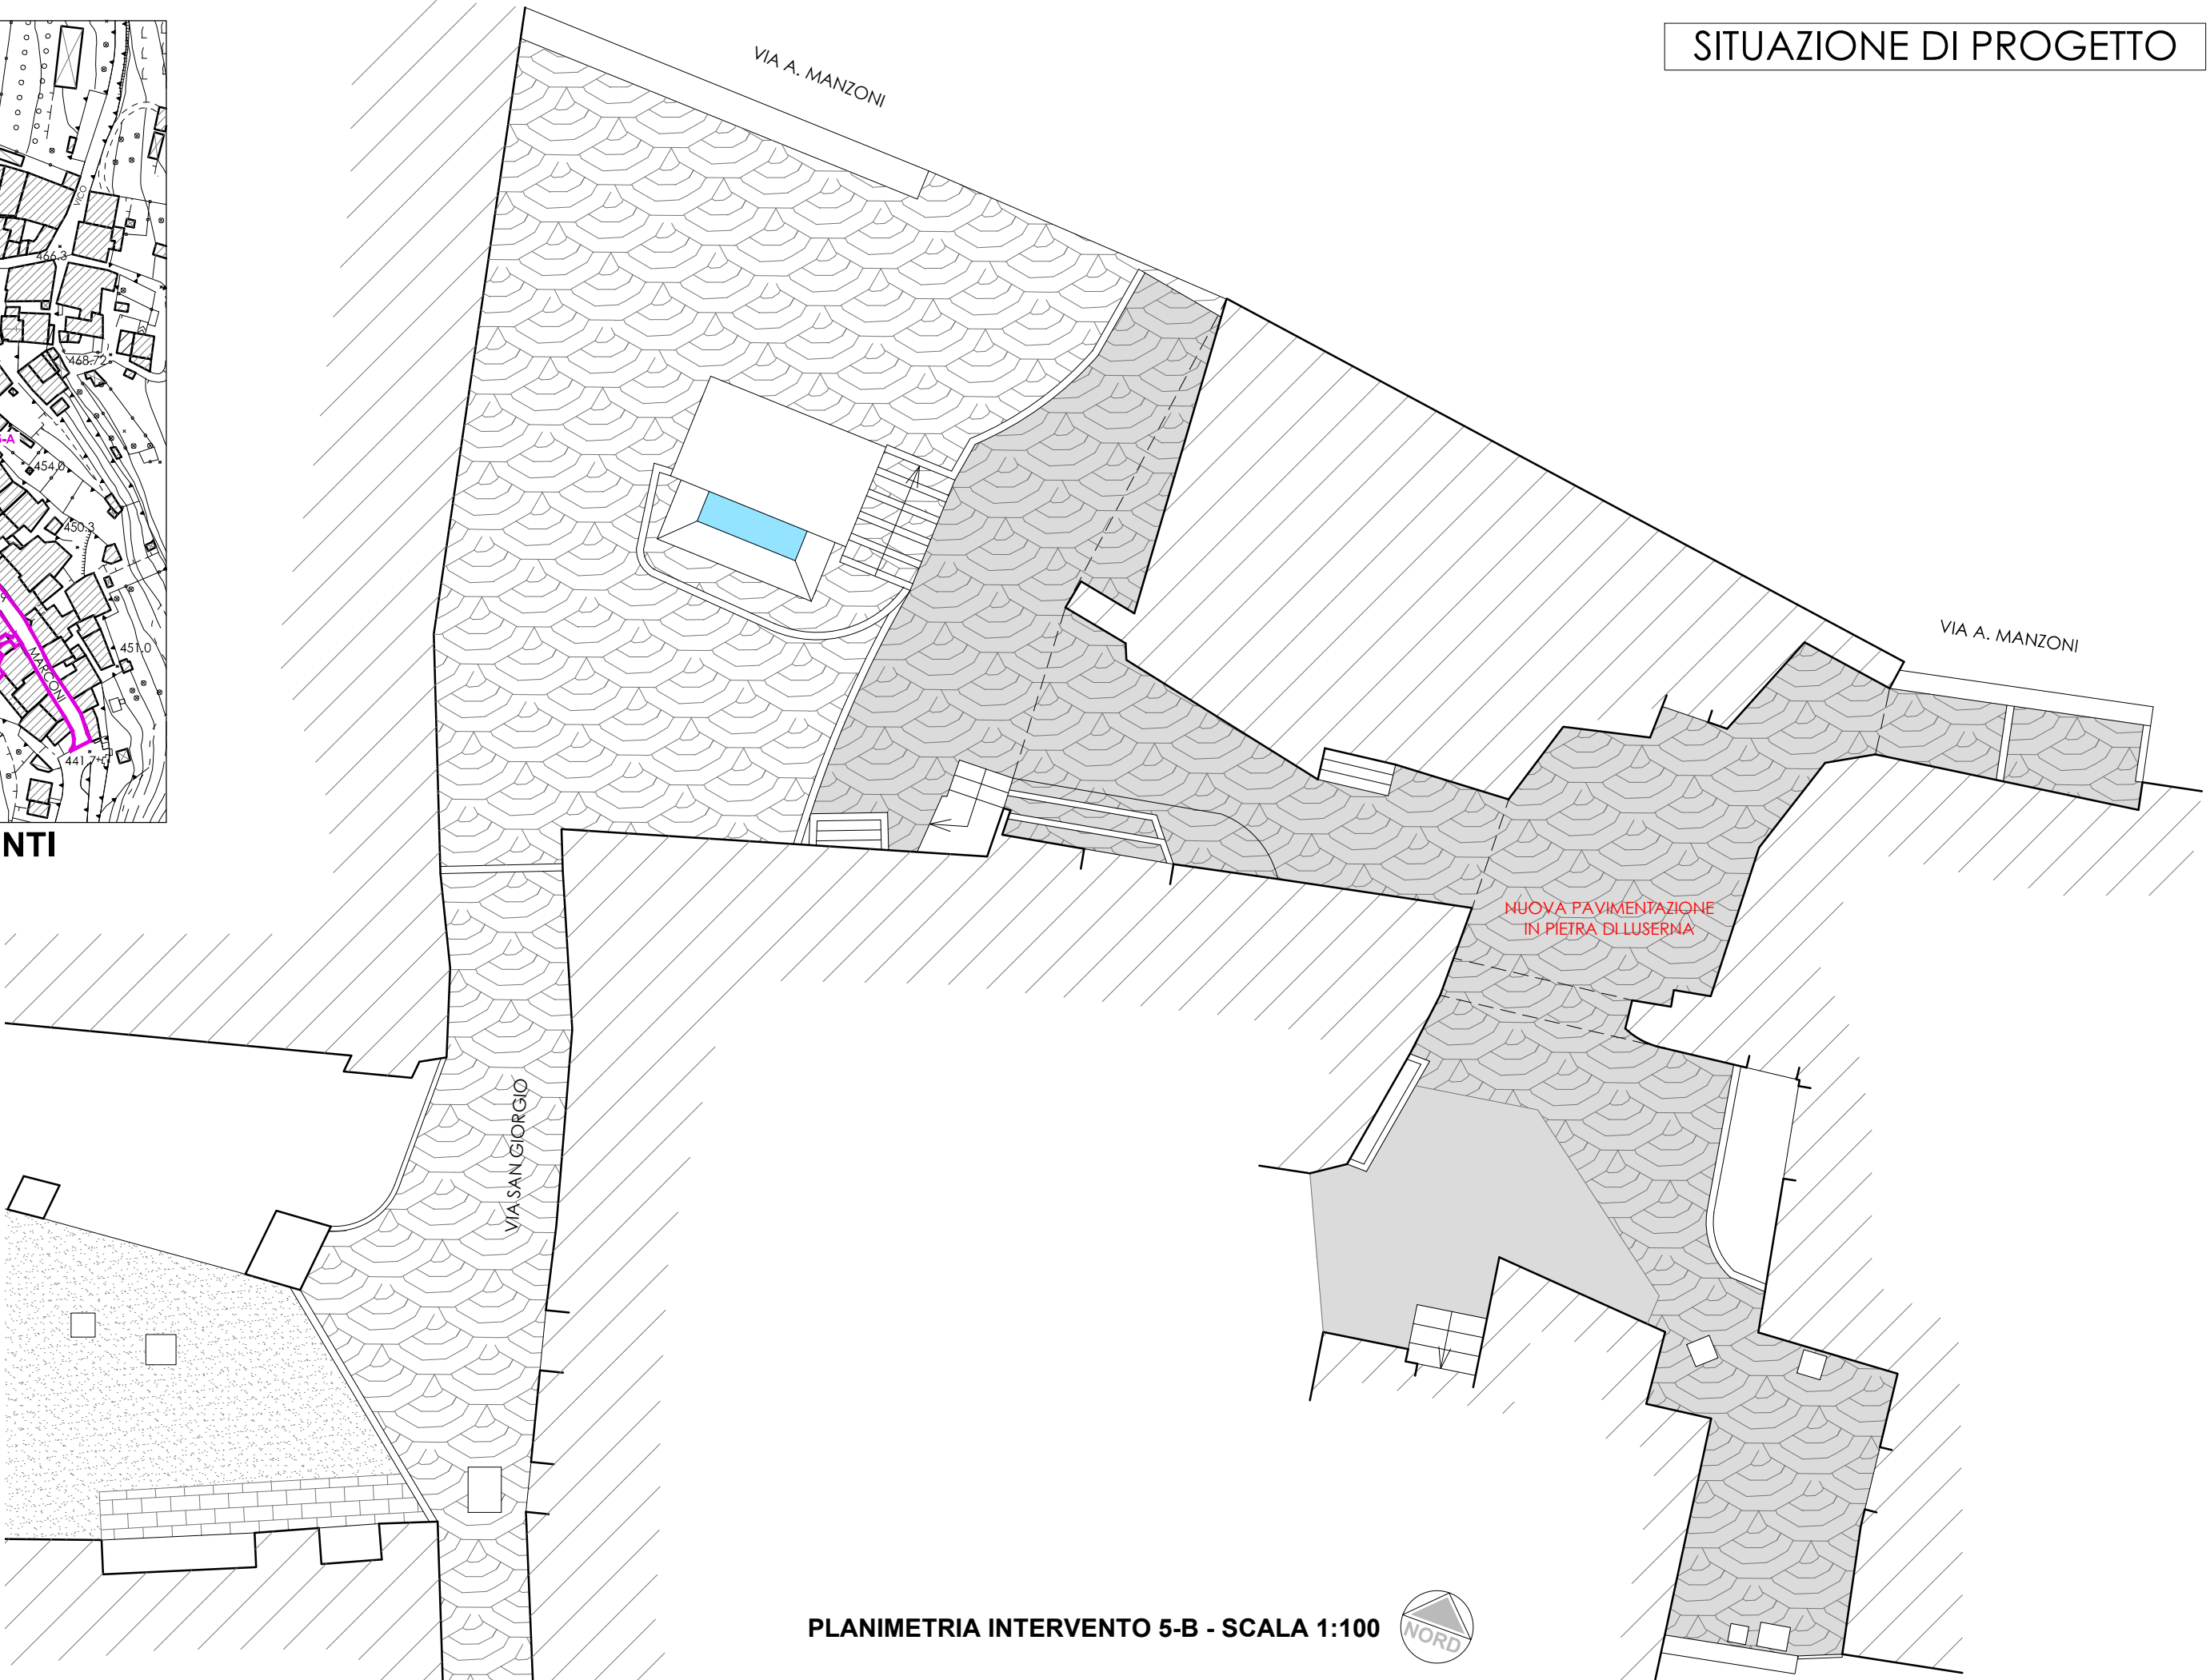 SITUAZIONE DI PROGETTO
VIA A. MANZONI
VICO
466.3
468.72
5-A
454.0
450.3
9
MARCONI
451.0
441.7
NTI
VIA A. MANZONI
NUOVA PAVIMENTAZIONE
IN PIETRA DI LUSERNA
VIA SAN GIORGIO
PLANIMETRIA INTERVENTO 5-B - SCALA 1:100
NORD